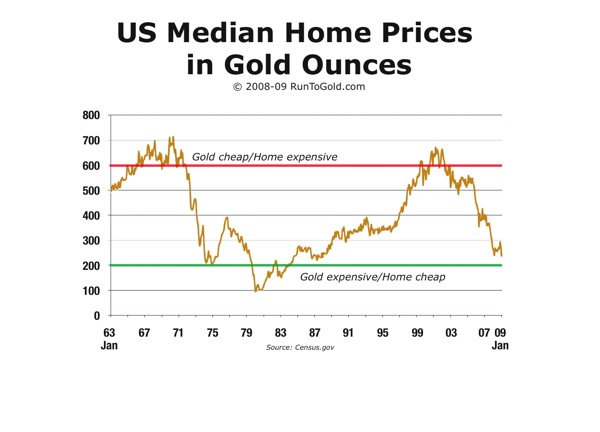 US Median Home Prices
in Gold Ounces
© 2008-09 RunToGold.com
800
700
Gold cheap/Home expensive
600
500
400
300
200
Gold expensive/Home cheap
100
0
63 67 71 75 79 83 87 91 95 99 03 07 09
Jan Source: Census.gov Jan